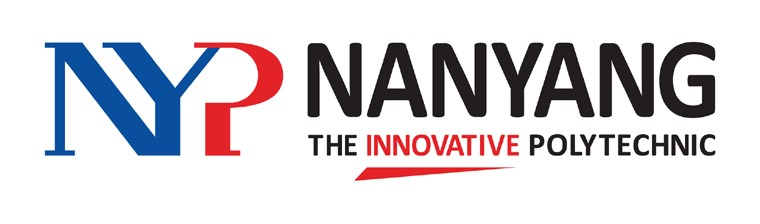 NYP
NANYANG
THE INNOVATIVE POLYTECHNIC